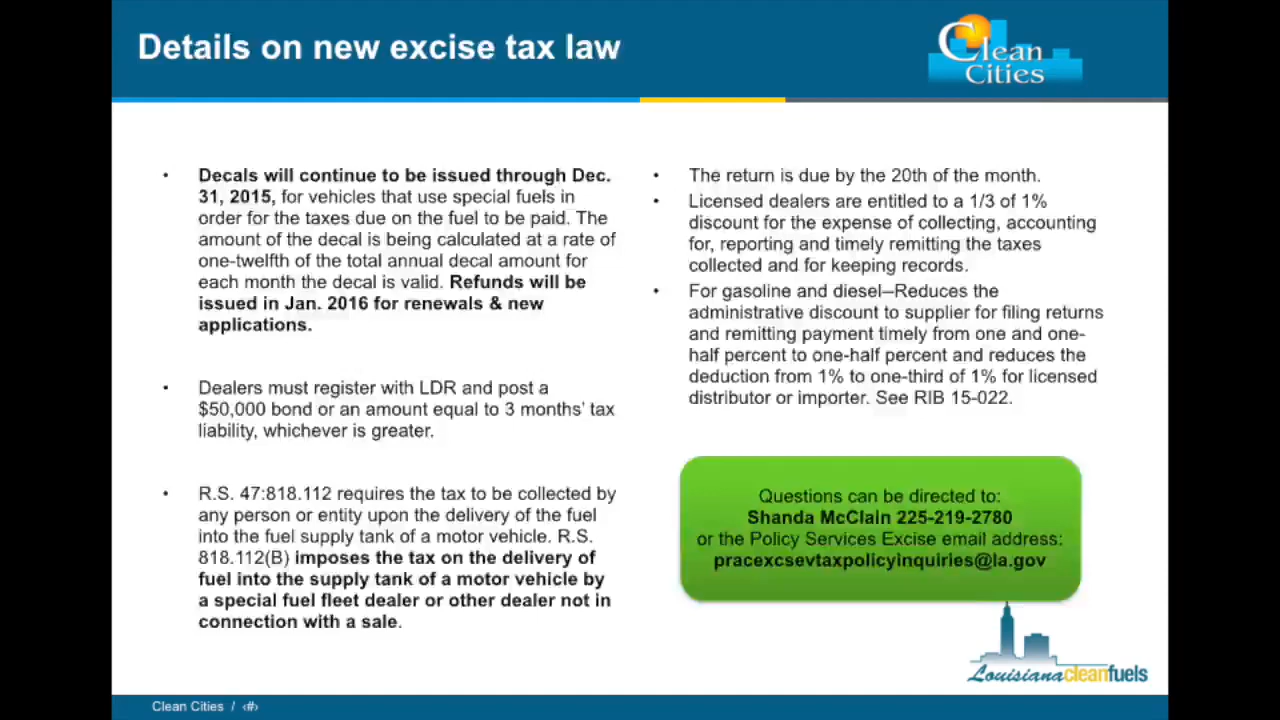 Details on new excise tax law
Clean
Cities
• Decals will continue to be issued through Dec.
31, 2015, for vehicles that use special fuels in
order for the taxes due on the fuel to be paid. The
amount of the decal is being calculated at a rate of
one-twelfth of the total annual decal amount for
each month the decal is valid. Refunds will be
issued in Jan. 2016 for renewals & new
applications.
• Dealers must register with LDR and post a
$50,000 bond or an amount equal to 3 months’ tax
liability, whichever is greater.
• R.S. 47:818.112 requires the tax to be collected by
any person or entity upon the delivery of the fuel
into the fuel supply tank of a motor vehicle. R.S.
818.112(B) imposes the tax on the delivery of
fuel into the supply tank of a motor vehicle by
a special fuel fleet dealer or other dealer not in
connection with a sale.
• The return is due by the 20th of the month.
• Licensed dealers are entitled to a 1/3 of 1%
discount for the expense of collecting, accounting
for, reporting and timely remitting the taxes
collected and for keeping records.
• For gasoline and diesel—Reduces the
administrative discount to supplier for filing returns
and remitting payment timely from one and one-
half percent to one-half percent and reduces the
deduction from 1% to one-third of 1% for licensed
distributor or importer. See RIB 15-022.
Questions can be directed to:
Shanda McClain 225-219-2780
or the Policy Services Excise email address:
pracexcsevtaxpolicyinquiries@la.gov
Louisianacleanfuels
Clean Cities / ‹#›